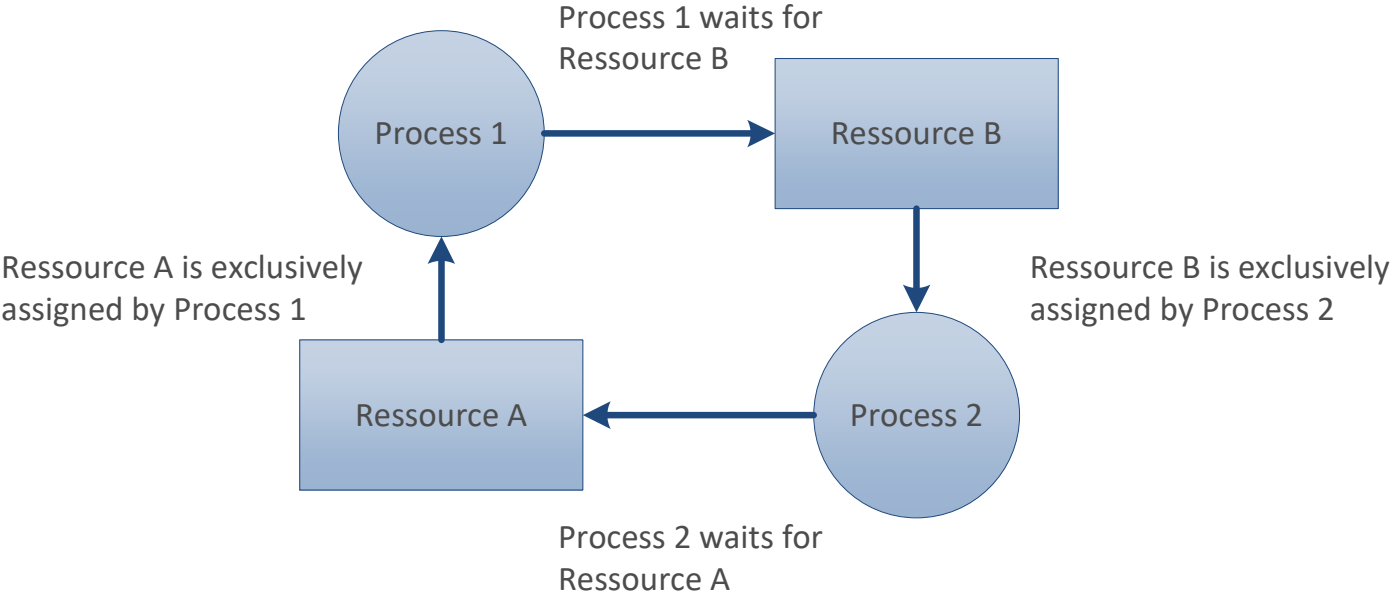 Process 1 waits for
Ressource B
Process 1
Ressource B
Ressource A is exclusively
assigned by Process 1
Ressource B is exclusively
assigned by Process 2
Ressource A
Process 2
Process 2 waits for
Ressource A